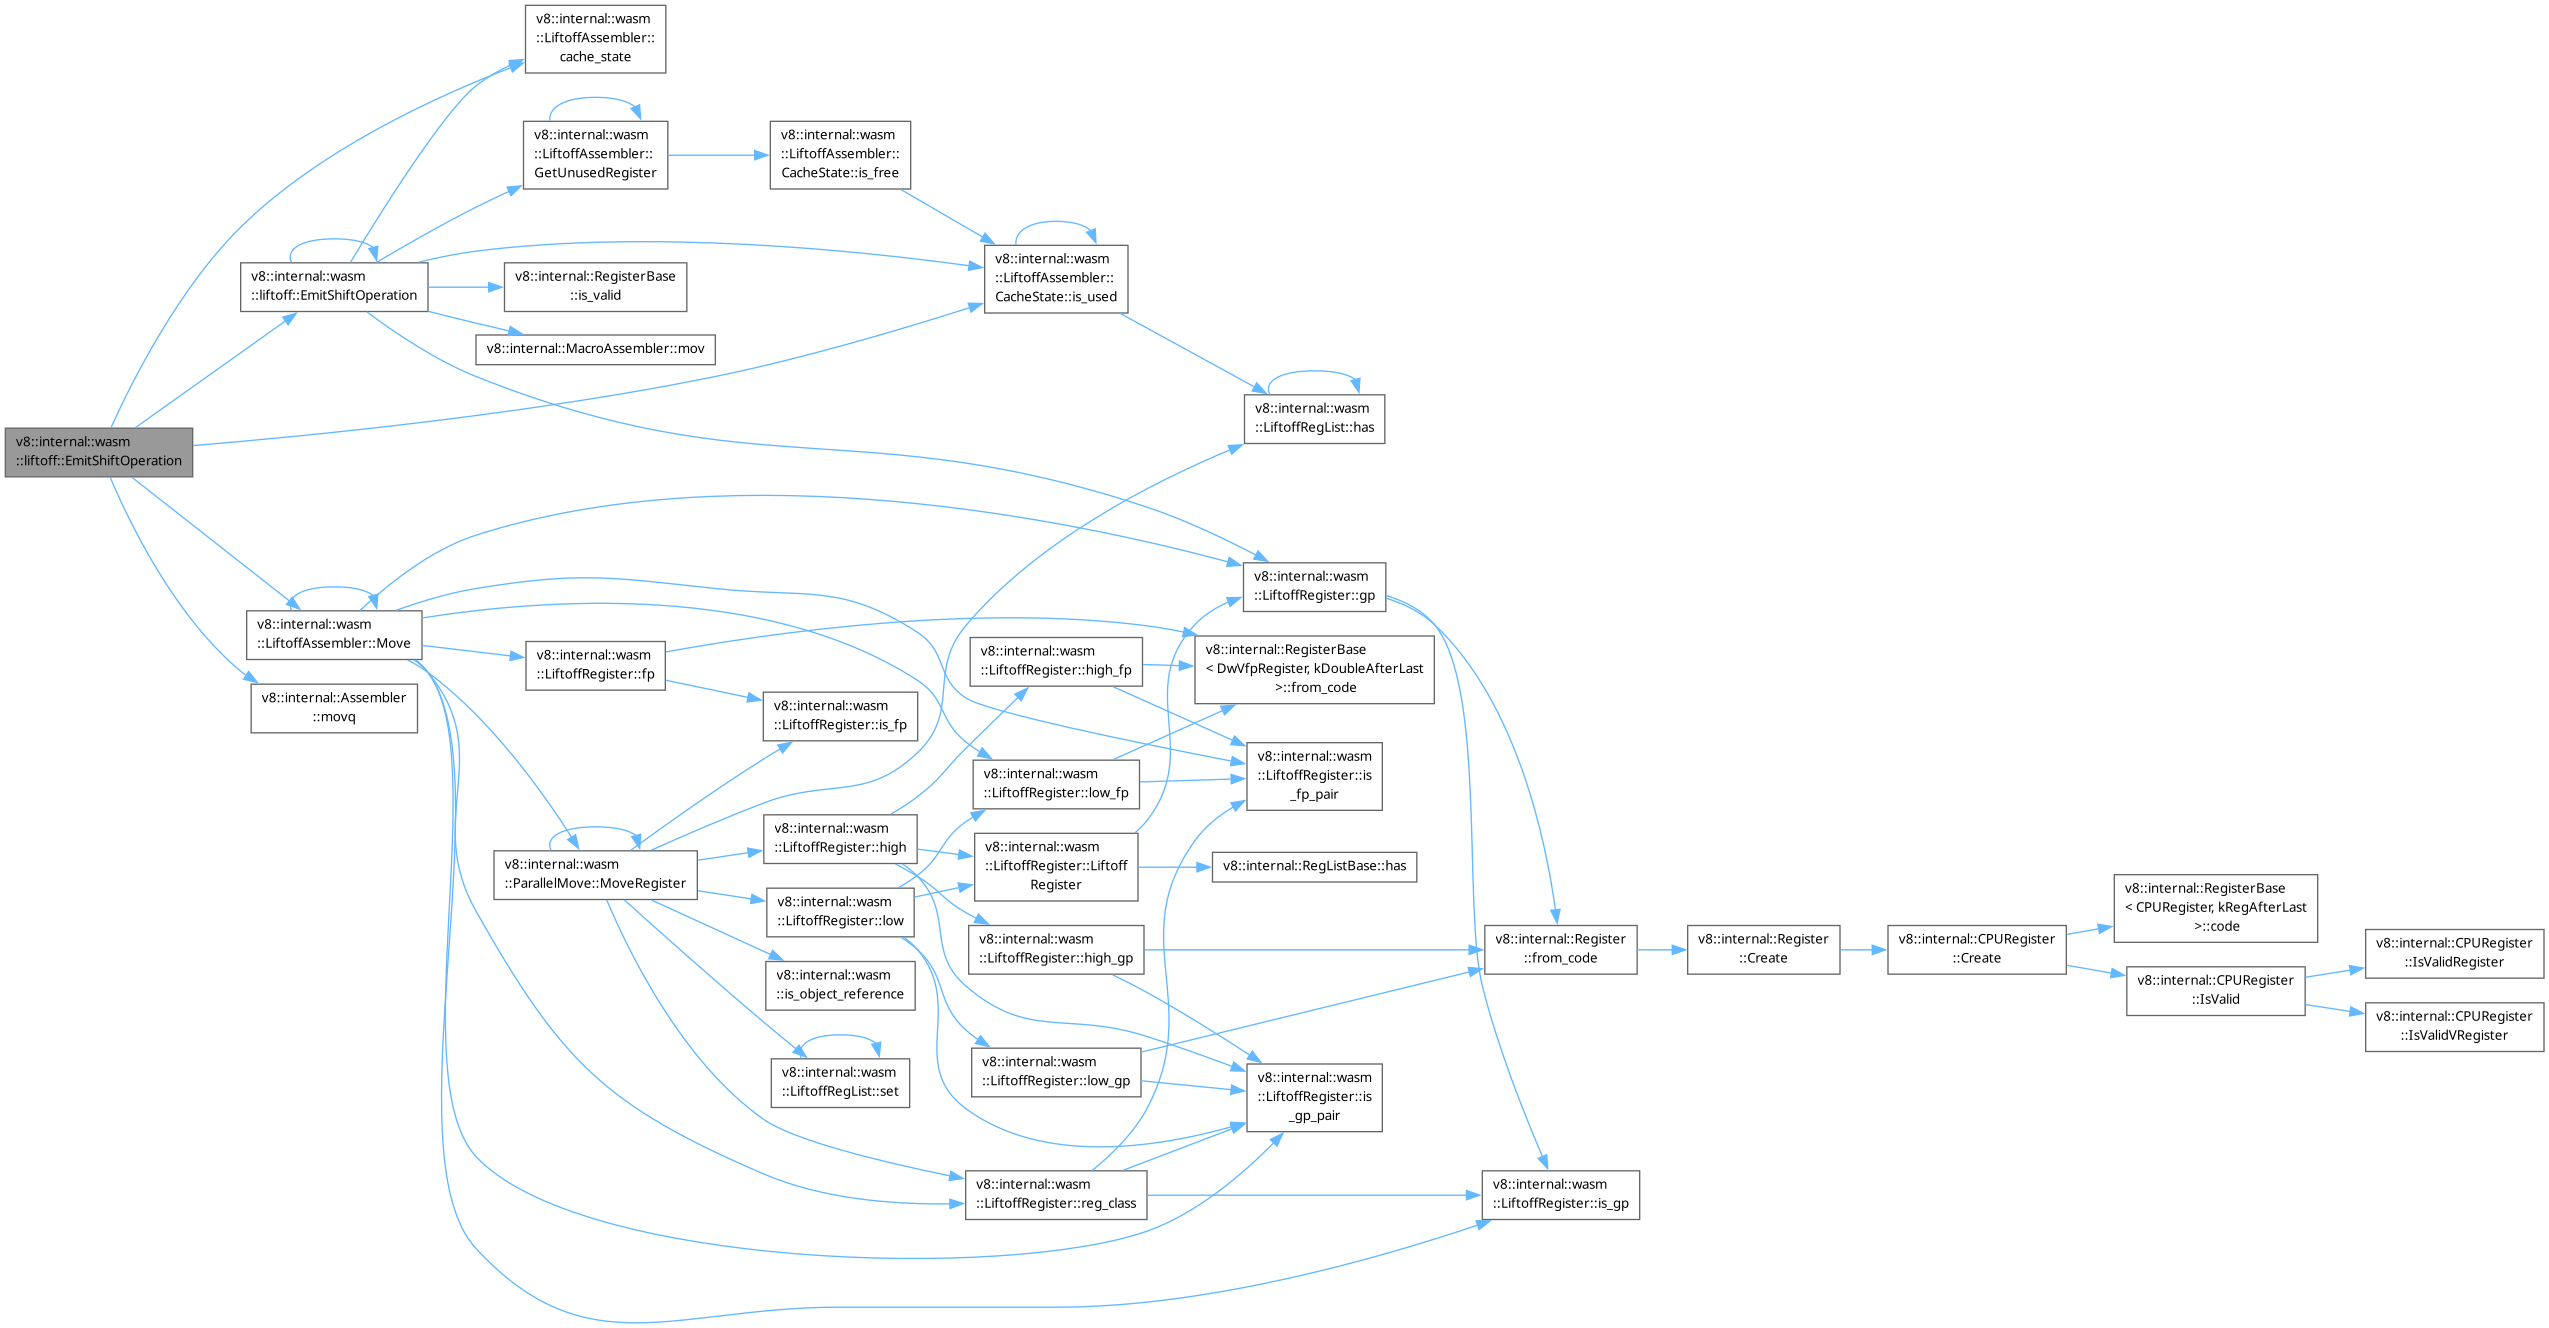 v8::internal::wasm
::LiftoffAssembler::
cache_state
v8::internal::wasm
::LiftoffAssembler::
GetUnusedRegister
v8::internal::wasm
::LiftoffAssembler::
CacheState::is_free
v8::internal::wasm
::liftoff::EmitShiftOperation
v8::internal::RegisterBase
::is_valid
v8::internal::wasm
::LiftoffAssembler::
CacheState::is_used
v8::internal::MacroAssembler::mov
v8::internal::wasm
::LiftoffRegList::has
v8::internal::wasm
::liftoff::EmitShiftOperation
v8::internal::wasm
::LiftoffRegister::gp
v8::internal::wasm
::LiftoffAssembler::Move
v8::internal::wasm
::LiftoffRegister::fp
v8::internal::wasm
::LiftoffRegister::high_fp
v8::internal::RegisterBase
< DwVfpRegister, kDoubleAfterLast
>::from_code
v8::internal::Assembler
::movq
v8::internal::wasm
::LiftoffRegister::is_fp
v8::internal::wasm
::LiftoffRegister::low_fp
v8::internal::wasm
::LiftoffRegister::is
_fp_pair
v8::internal::wasm
::ParallelMove::MoveRegister
v8::internal::wasm
::LiftoffRegister::high
v8::internal::wasm
::LiftoffRegister::Liftoff
Register
v8::internal::RegListBase::has
v8::internal::wasm
::LiftoffRegister::low
v8::internal::wasm
::LiftoffRegister::high_gp
v8::internal::Register
::from_code
v8::internal::Register
::Create
v8::internal::CPURegister
::Create
v8::internal::RegisterBase
< CPURegister, kRegAfterLast
>::code
v8::internal::CPURegister
::IsValid
v8::internal::CPURegister
::IsValidRegister
v8::internal::CPURegister
::IsValidVRegister
v8::internal::wasm
::is_object_reference
v8::internal::wasm
::LiftoffRegList::set
v8::internal::wasm
::LiftoffRegister::low_gp
v8::internal::wasm
::LiftoffRegister::is
_gp_pair
v8::internal::wasm
::LiftoffRegister::reg_class
v8::internal::wasm
::LiftoffRegister::is_gp